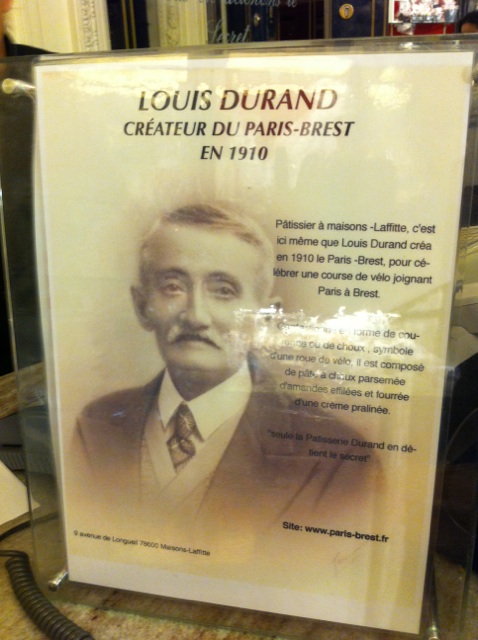 LOUIS DURAND
CRÉATEUR DU PARIS-BREST
EN 1910
Pâtissier à maisons -Laffitte, c'est
ici même que Louis Durand créa
en 1910 le Paris -Brest, pour cé-
lébrer une course de vélo joignant
Paris à Brest.
forme de cou-
ou de choux , symbole
d'une roue de vélo, il est composé
de pâte à choux parsemée
d'amandes effilées et fourrée
d'une crème pralinée.
"seule la Patisserie Durand en dé-
tient le secret"
Site: www.paris-brest.fr
9 avenue de Longueil 78600 Maisons-Laffitte